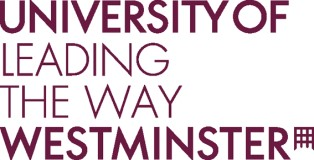 UNIVERSITY OF
LEADING
THE WAY
WESTMINSTER